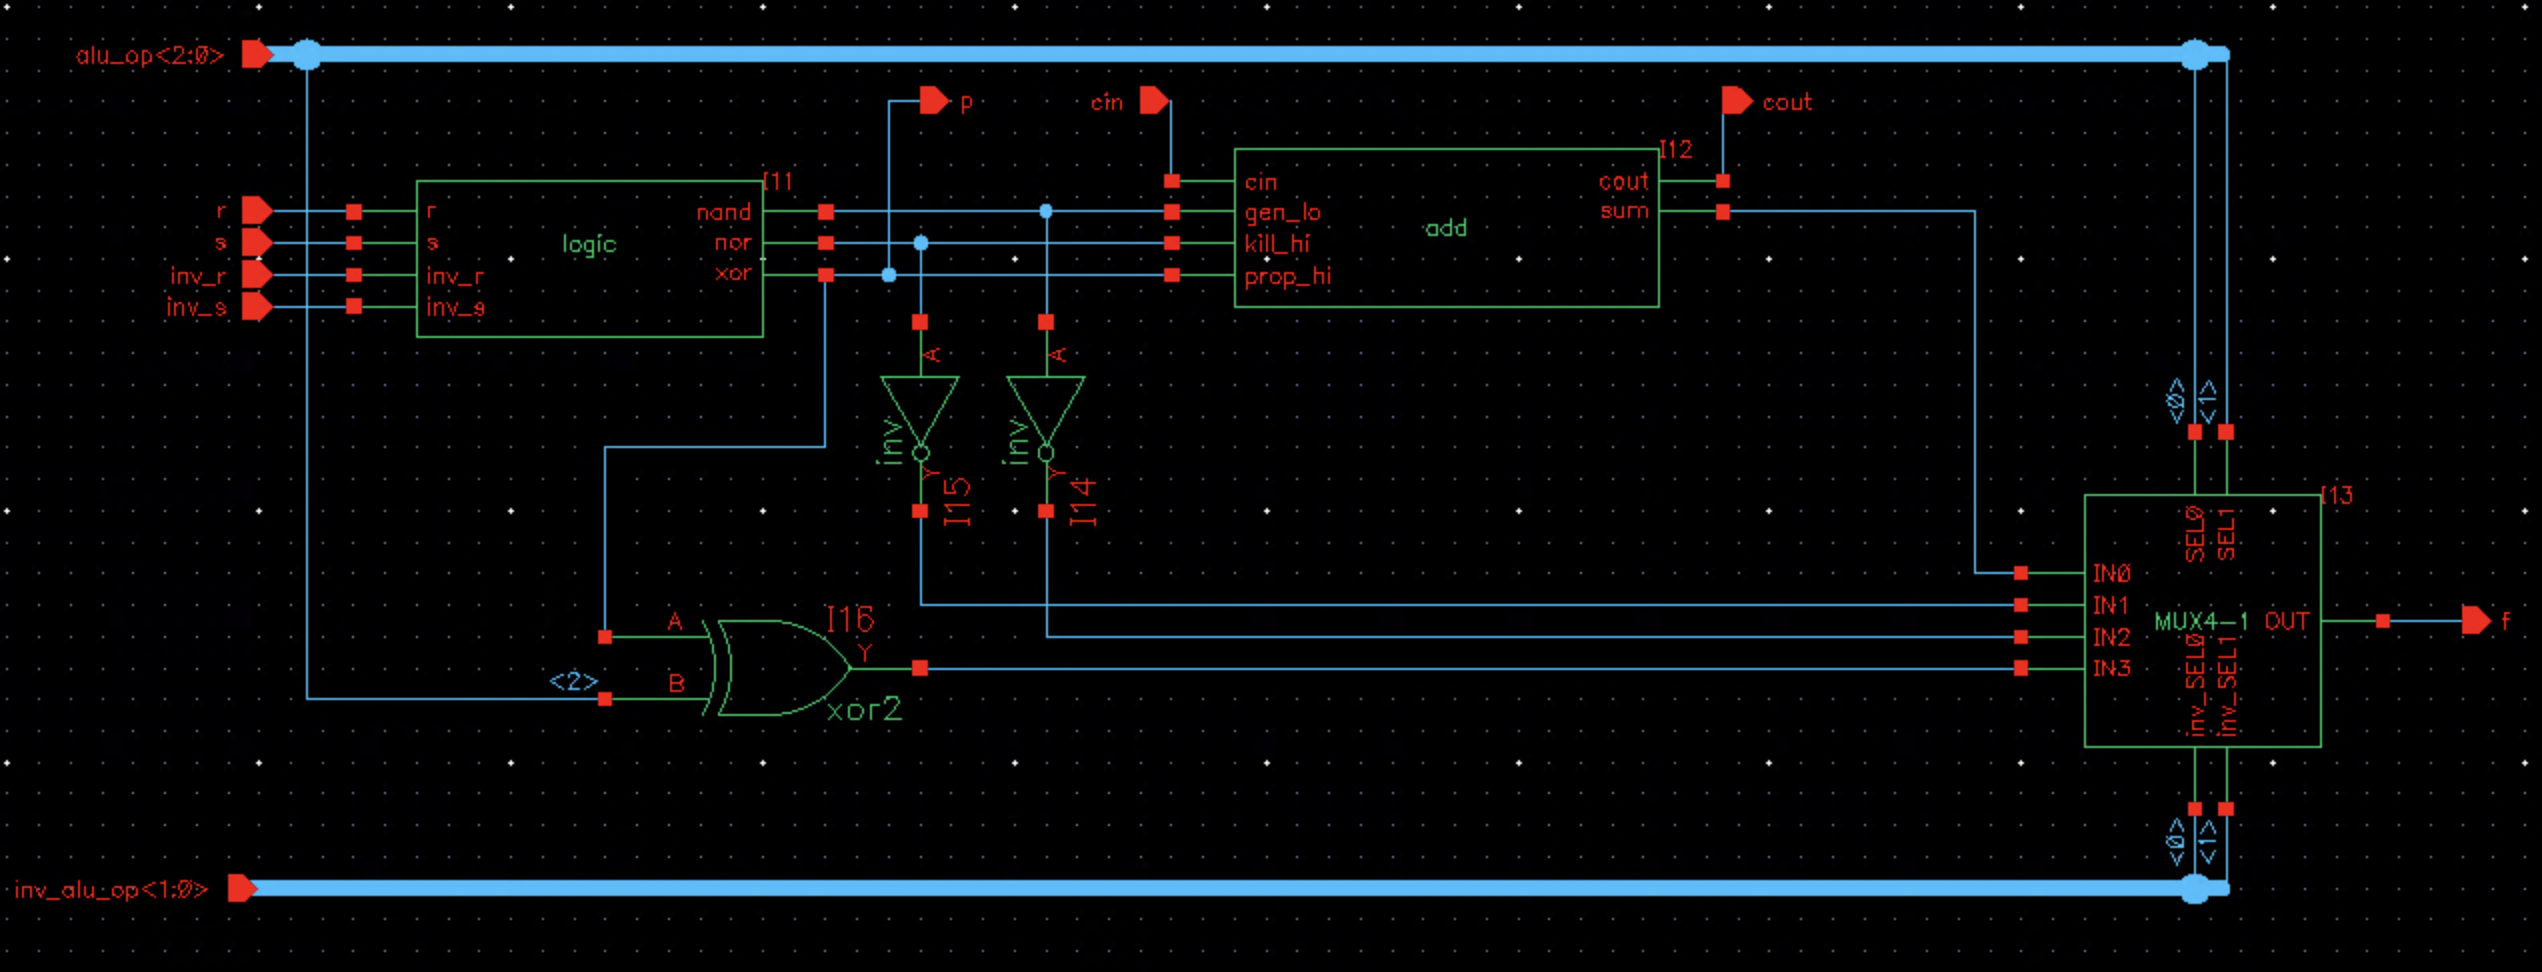 alu_op<2:0>
p
cin
cout
I12
I11
r
s
inv_r
inv_s
r
s
inv_r
inv_s
logic
nand
nor
xor
cin
gen_lo
kill_hi
prop_hi
add
cout
sum
A
A
inv
inv
Y
Y
I15
I14
<0>
<1>
I13
SEL0
SEL1
IN0
IN1
IN2
IN3
MUX4-1
OUT
f
inv_SEL0
inv_SEL1
A
B
I16
Y
xor2
<2>
<0>
<1>
inv_alu_op<1:0>